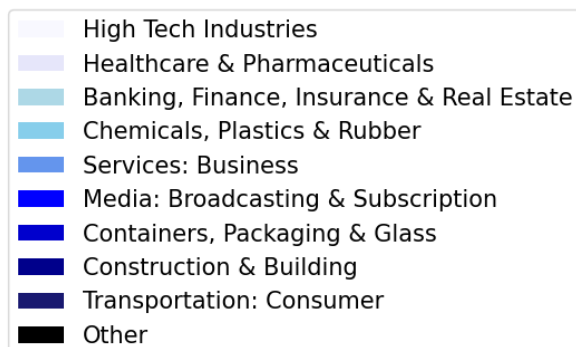 High Tech Industries
Healthcare & Pharmaceuticals
Banking, Finance, Insurance & Real Estate
Chemicals, Plastics & Rubber
Services: Business
Media: Broadcasting & Subscription
Containers, Packaging & Glass
Construction & Building
Transportation: Consumer
Other